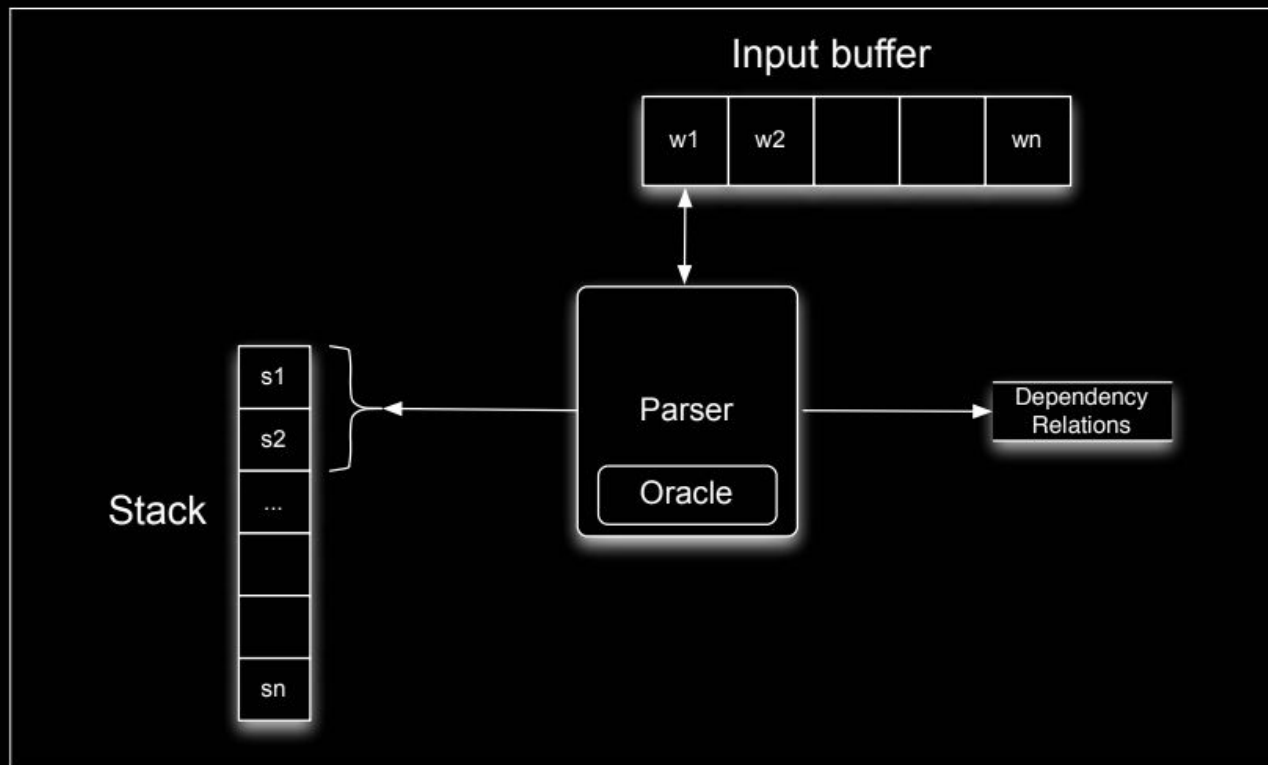 Input buffer
w1 w2 wn
s1
s2
...
sn
Stack
Parser
Oracle
Dependency
Relations